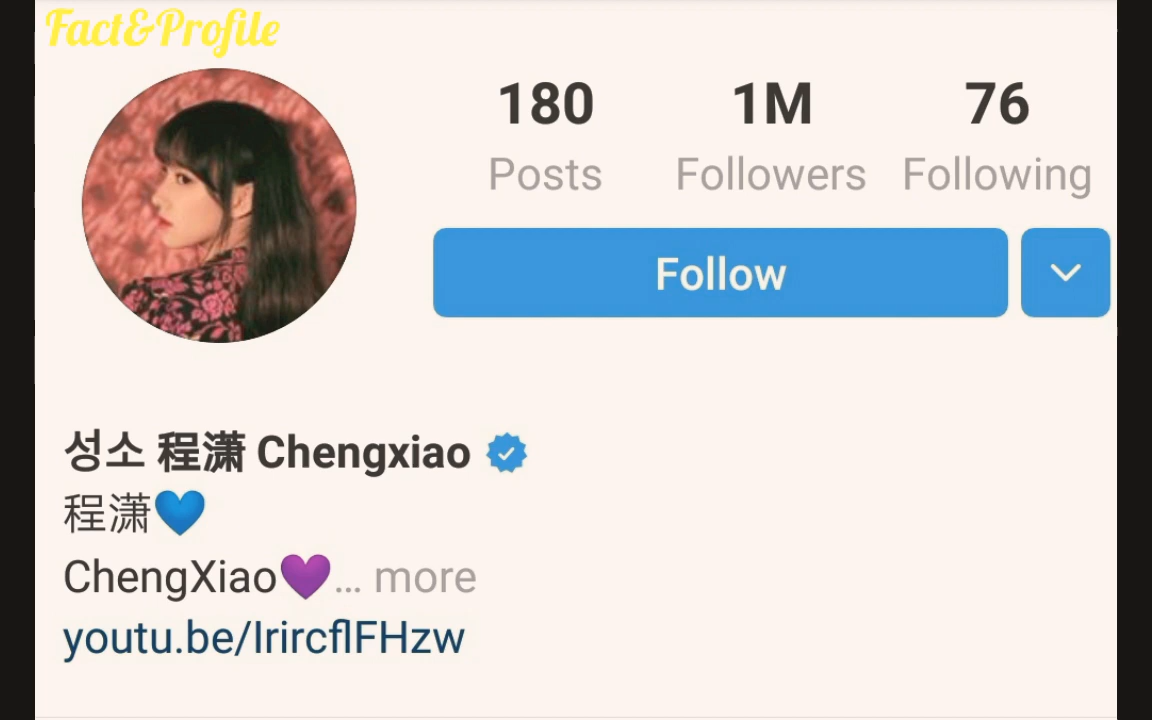 Fact&Profile
180 1M 76
Posts Followers Following
Follow
성소 程潇 Chengxiao
程潇💙
ChengXiao💜... more
youtu.be/IrircflFHzw